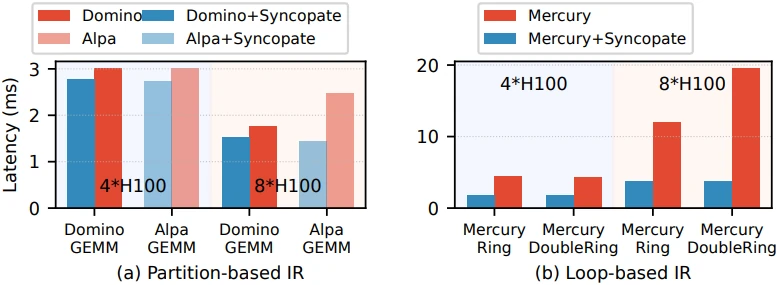 Domino Domino+Syncopate
Alpa Alpa+Syncopate
Latency (ms)
3
2
1
0
4*H100
8*H100
Domino GEMM
Alpa GEMM
Domino GEMM
Alpa GEMM
(a) Partition-based IR
Mercury
Mercury+Syncopate
20
10
0
4*H100
8*H100
Mercury Ring
Mercury DoubleRing
Mercury Ring
Mercury DoubleRing
(b) Loop-based IR